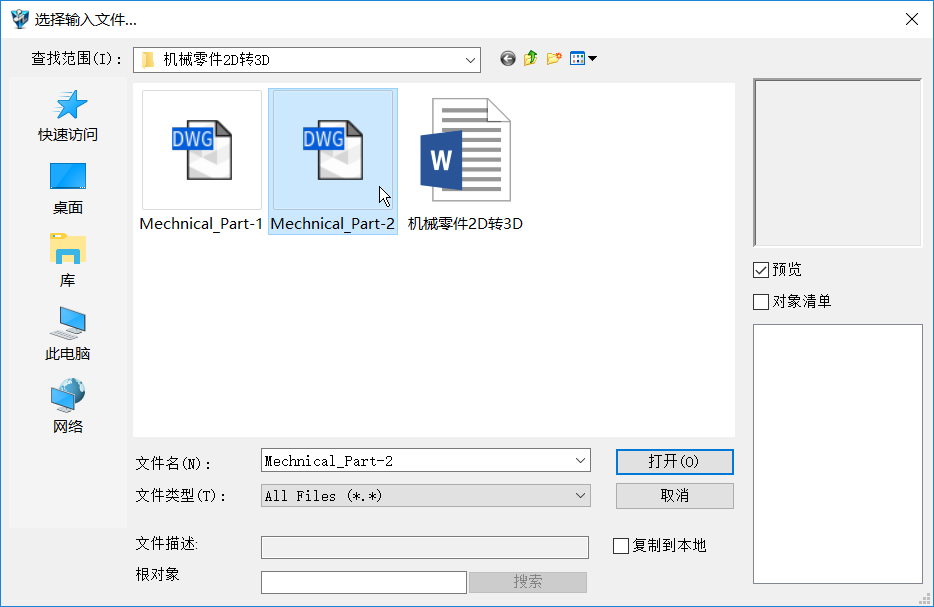 选择输入文件...
查找范围(I):
机械零件2D转3D
快速访问
桌面
库
此电脑
网络
DWG
DWG
W
Mechnical_Part-1
Mechnical_Part-2
机械零件2D转3D
预览
对象清单
文件名(N):
Mechnical_Part-2
打开(O)
文件类型(T):
All Files (*.*)
取消
文件描述:
复制到本地
根对象
搜索